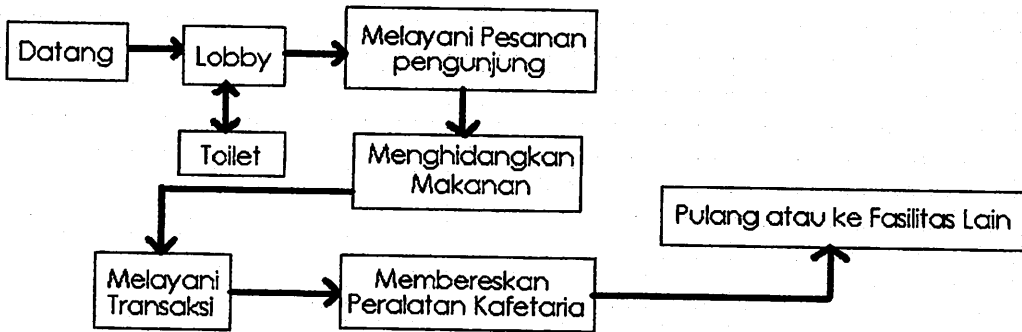 Datang
Lobby
Melayani Pesanan
pengunjung
Toilet
Menghidangkan
Makanan
Pulang atau ke Fasilitas Lain
Melayani
Transaksi
Membereskan
Peralatan Kafetaria